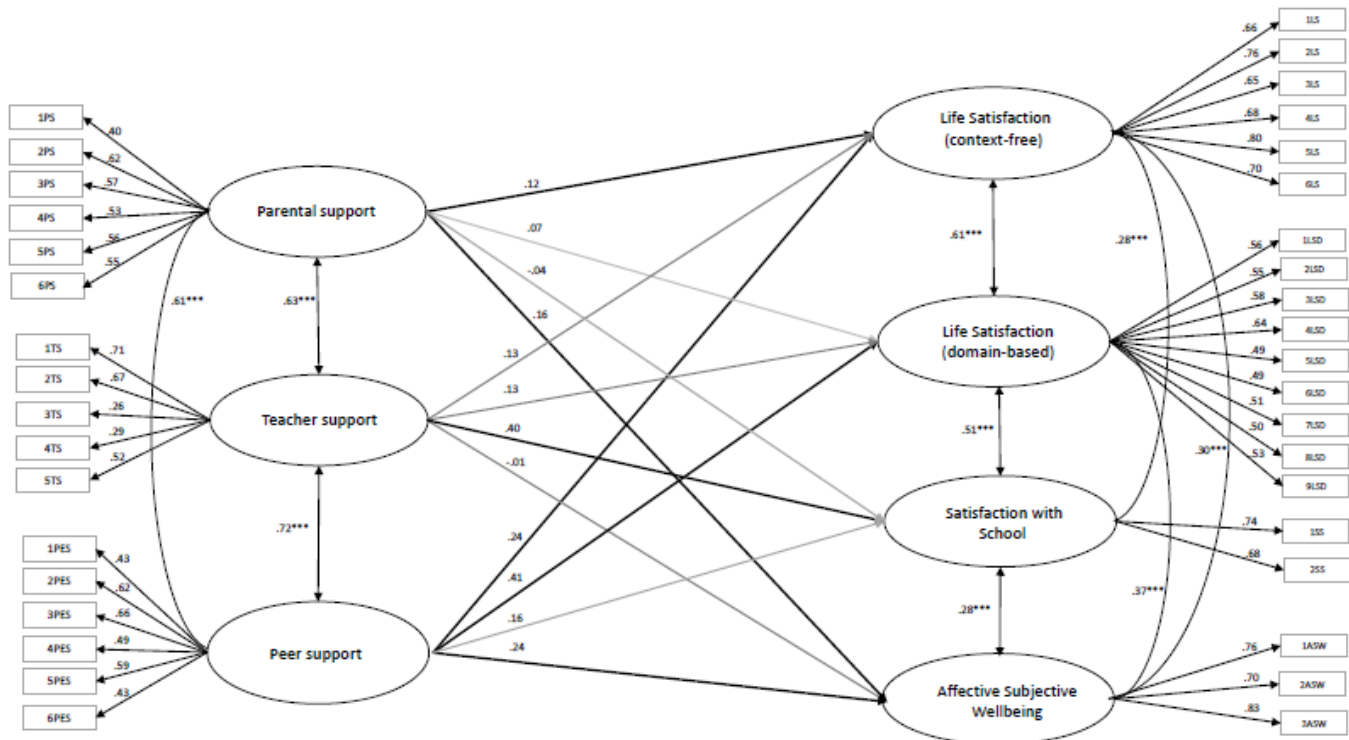 1PS
.40
2PS
.62
3PS
.57
4PS
.53
5PS
.56
6PS
.55
Parental support
.61***
.63***
1TS
.71
2TS
.67
3TS
.26
4TS
.29
5TS
.52
Teacher support
.72***
1PES
.43
2PES
.62
3PES
.66
4PES
.49
5PES
.59
6PES
.43
Peer support
.12
.07
-.04
.16
.13
.13
.40
-.01
.24
.41
.16
.24
Life Satisfaction
(context-free)
.61***
Life Satisfaction
(domain-based)
.51***
Satisfaction with
School
.28***
Affective Subjective
Wellbeing
.28***
.30***
.37***
.66
1LS
.76
2LS
.65
3LS
.68
4LS
.80
5LS
.70
6LS
.56
1LSD
.55
2LSD
.58
3LSD
.64
4LSD
.49
5LSD
.49
6LSD
.51
7LSD
.50
8LSD
.53
9LSD
.74
1SS
.68
2SS
.76
1ASW
.70
2ASW
.83
3ASW